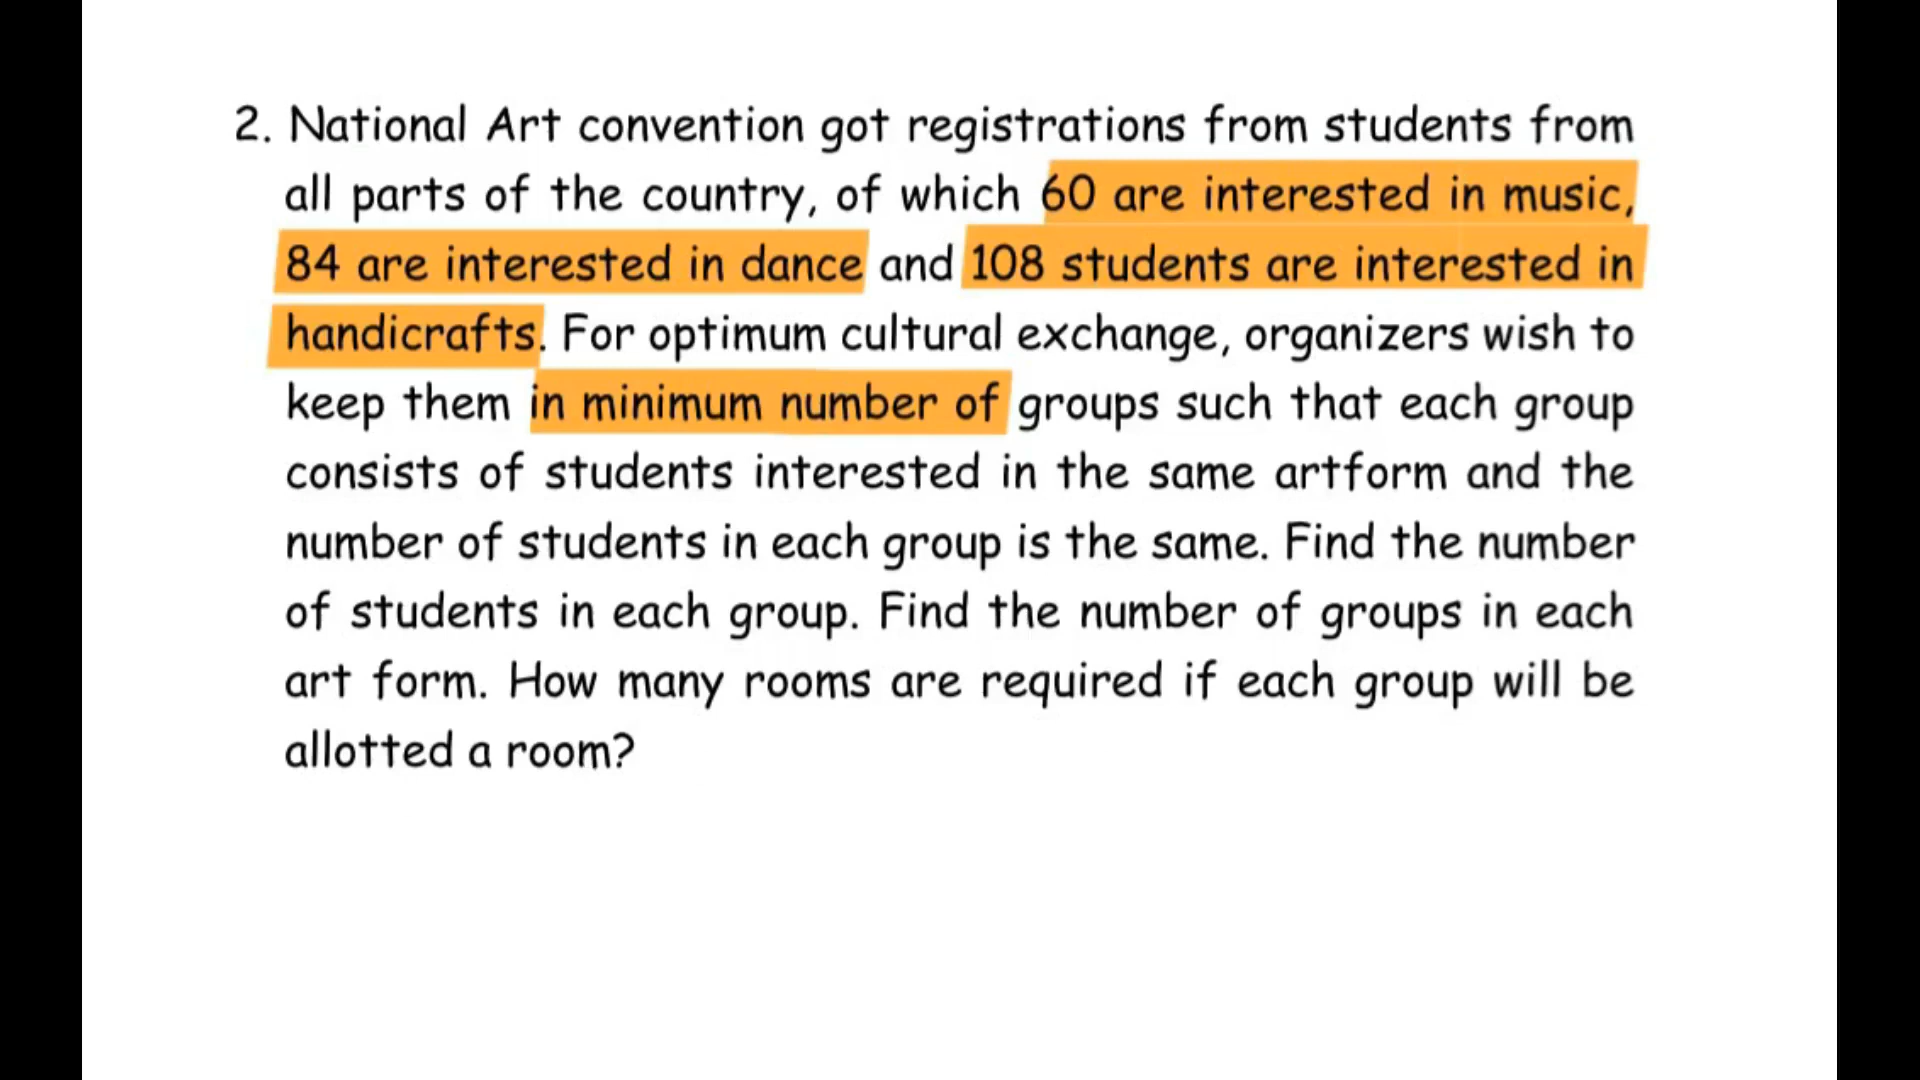 2. National Art convention got registrations from students from
all parts of the country, of which 60 are interested in music,
84 are interested in dance and 108 students are interested in
handicrafts. For optimum cultural exchange, organizers wish to
keep them in minimum number of groups such that each group
consists of students interested in the same artform and the
number of students in each group is the same. Find the number
of students in each group. Find the number of groups in each
art form. How many rooms are required if each group will be
allotted a room?